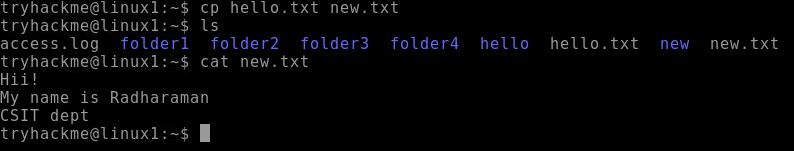 tryhackme@linux1:~$ cp hello.txt new.txt
tryhackme@linux1:~$ ls
access.log  folder1  folder2  folder3  folder4  hello  hello.txt  new  new.txt
tryhackme@linux1:~$ cat new.txt
Hii!
My name is Radharaman
CSIT dept
tryhackme@linux1:~$